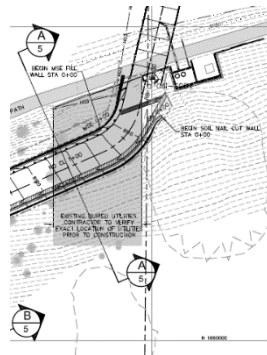 A
5
BEGIN MSE FILL
WALL STA 0+00
PATH
BEGIN SOIL NAIL CUT WALL
STA 0+00
EXISTING BURIED UTILITIES
CONTRACTOR TO VERIFY
EXACT LOCATION OF UTILITIES
PRIOR TO CONSTRUCTION
A
5
B
5